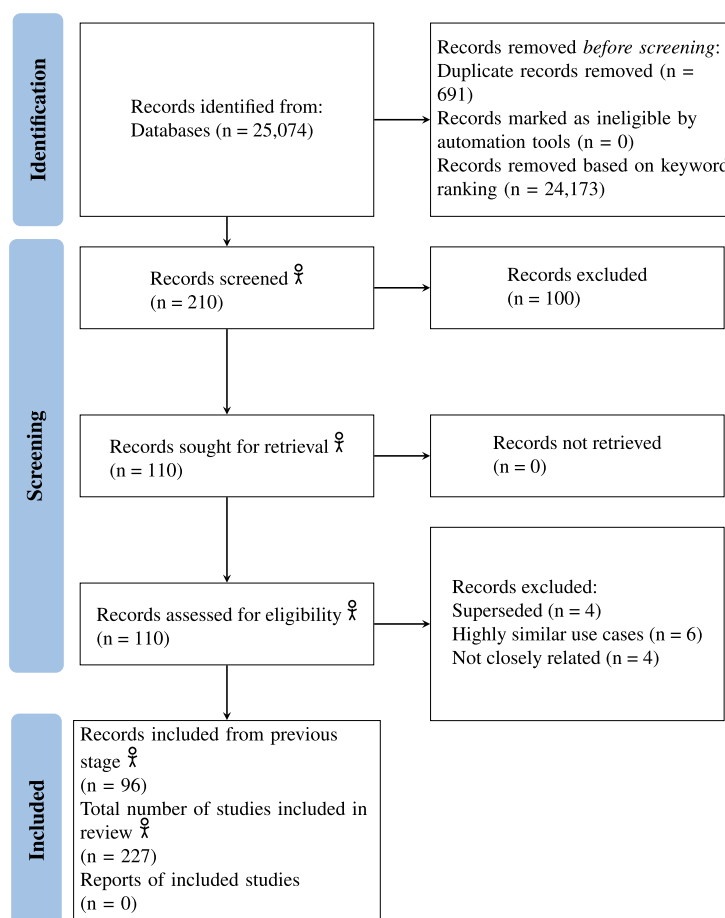 Identification
Records identified from:
Databases (n = 25,074)
Records removed before screening:
Duplicate records removed (n =
691)
Records marked as ineligible by
automation tools (n = 0)
Records removed based on keyword
ranking (n = 24,173)
Screening
Records screened
(n = 210)
Records excluded
(n = 100)
Records sought for retrieval
(n = 110)
Records not retrieved
(n = 0)
Records assessed for eligibility
(n = 110)
Records excluded:
Superseded (n = 4)
Highly similar use cases (n = 6)
Not closely related (n = 4)
Included
Records included from previous
stage
(n = 96)
Total number of studies included in
review
(n = 227)
Reports of included studies
(n = 0)